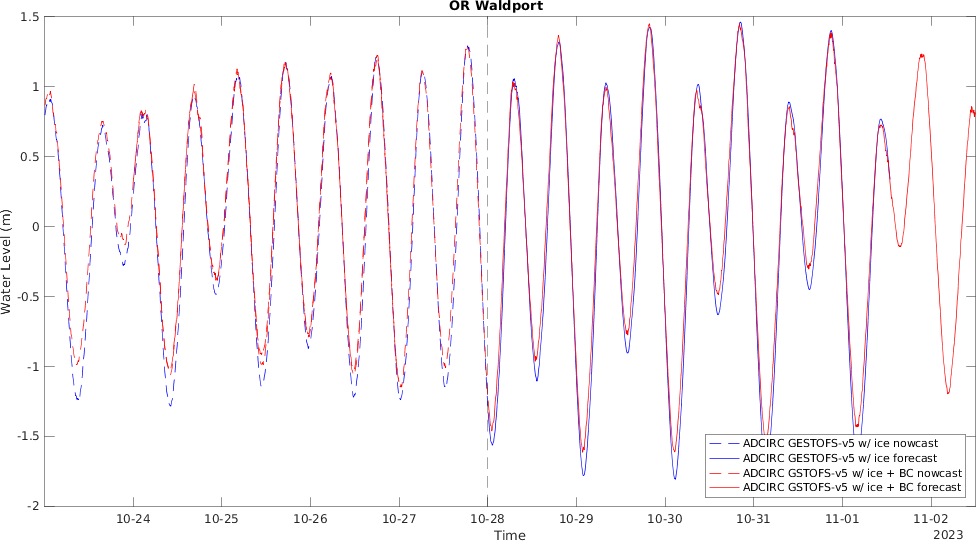 OR Waldport
1.5
1
0.5
0
-0.5
-1
-1.5
-2
Water Level (m)
10-24 10-25 10-26 10-27 10-28 10-29 10-30 10-31 11-01 11-02
Time
2023
ADCIRC GESTOFS-v5 w/ ice nowcast
ADCIRC GESTOFS-v5 w/ ice forecast
ADCIRC GSTOFS-v5 w/ ice + BC nowcast
ADCIRC GSTOFS-v5 w/ ice + BC forecast